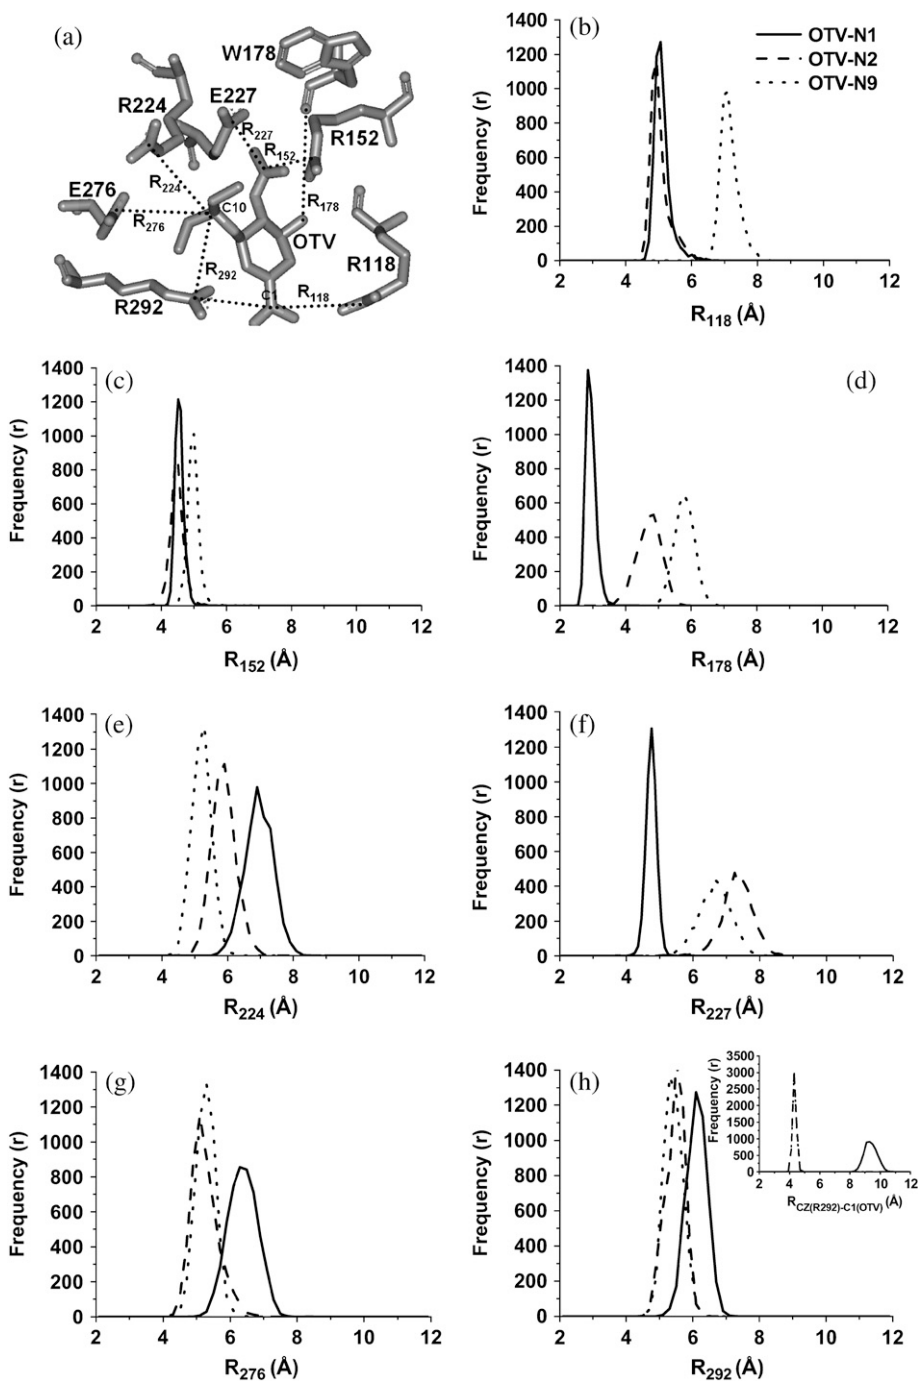 (a)
W178
R224
E227
R227
R152
R152
R224
R178
E276
C10
R276
OTV
R118
R292
R292
C1
R118
(b)
OTV-N1
OTV-N2
OTV-N9
Frequency (r)
1400
1200
1000
800
600
400
200
0
2 4 6 8 10 12
R118 (Å)
(c)
Frequency (r)
1400
1200
1000
800
600
400
200
0
2 4 6 8 10 12
R152 (Å)
(d)
Frequency (r)
1400
1200
1000
800
600
400
200
0
2 4 6 8 10 12
R178 (Å)
(e)
Frequency (r)
1400
1200
1000
800
600
400
200
0
2 4 6 8 10 12
R224 (Å)
(f)
Frequency (r)
1400
1200
1000
800
600
400
200
0
2 4 6 8 10 12
R227 (Å)
(g)
Frequency (r)
1400
1200
1000
800
600
400
200
0
2 4 6 8 10 12
R276 (Å)
(h)
Frequency (r)
1400
1200
1000
800
600
400
200
0
2 4 6 8 10 12
R292 (Å)
Frequency (r)
3500
3000
2500
2000
1500
1000
500
0
2 4 6 8 10 12
RCZ(R292)-C1(OTV) (Å)